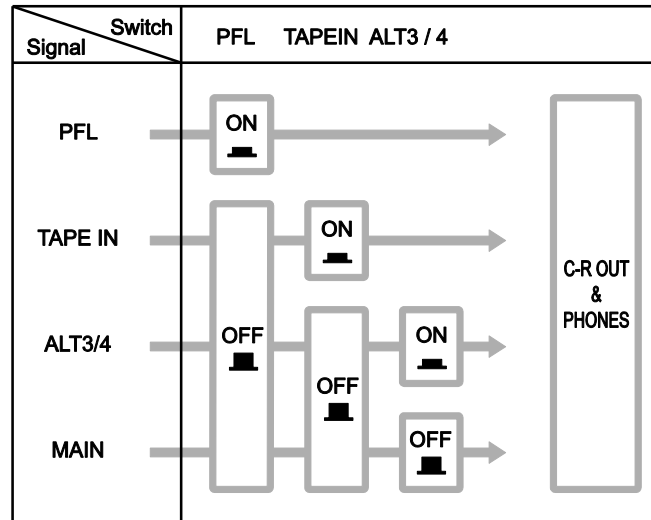 Switch
Signal
PFL TAPEIN ALT3 / 4
PFL
ON
TAPE IN
ON
C-R OUT
&
PHONES
ALT3/4
OFF
ON
OFF
MAIN
OFF